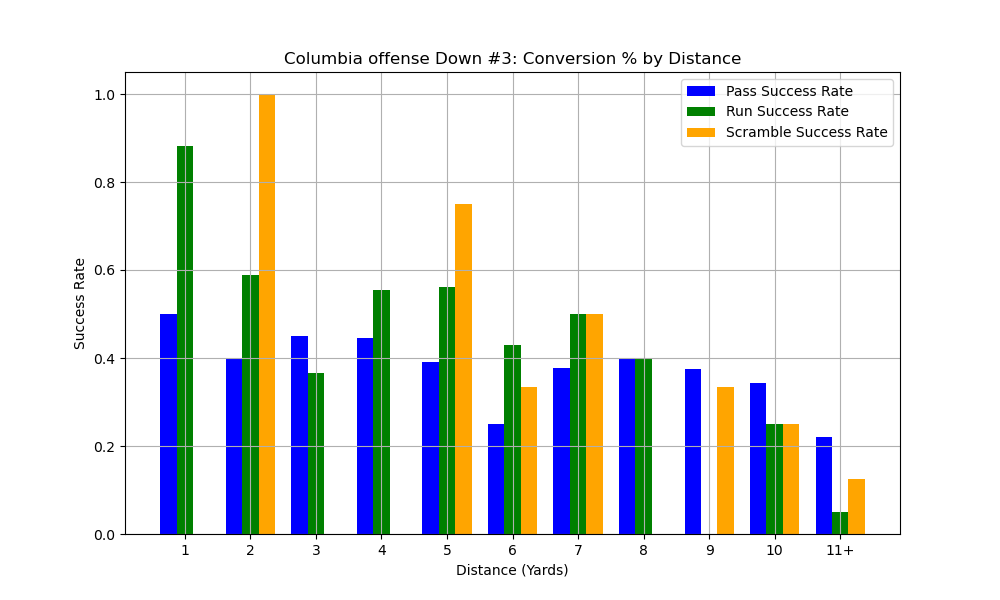 Columbia offense Down #3: Conversion % by Distance
Pass Success Rate
Run Success Rate
Scramble Success Rate
Success Rate
1.0
0.8
0.6
0.4
0.2
0.0
1 2 3 4 5 6 7 8 9 10 11+
Distance (Yards)